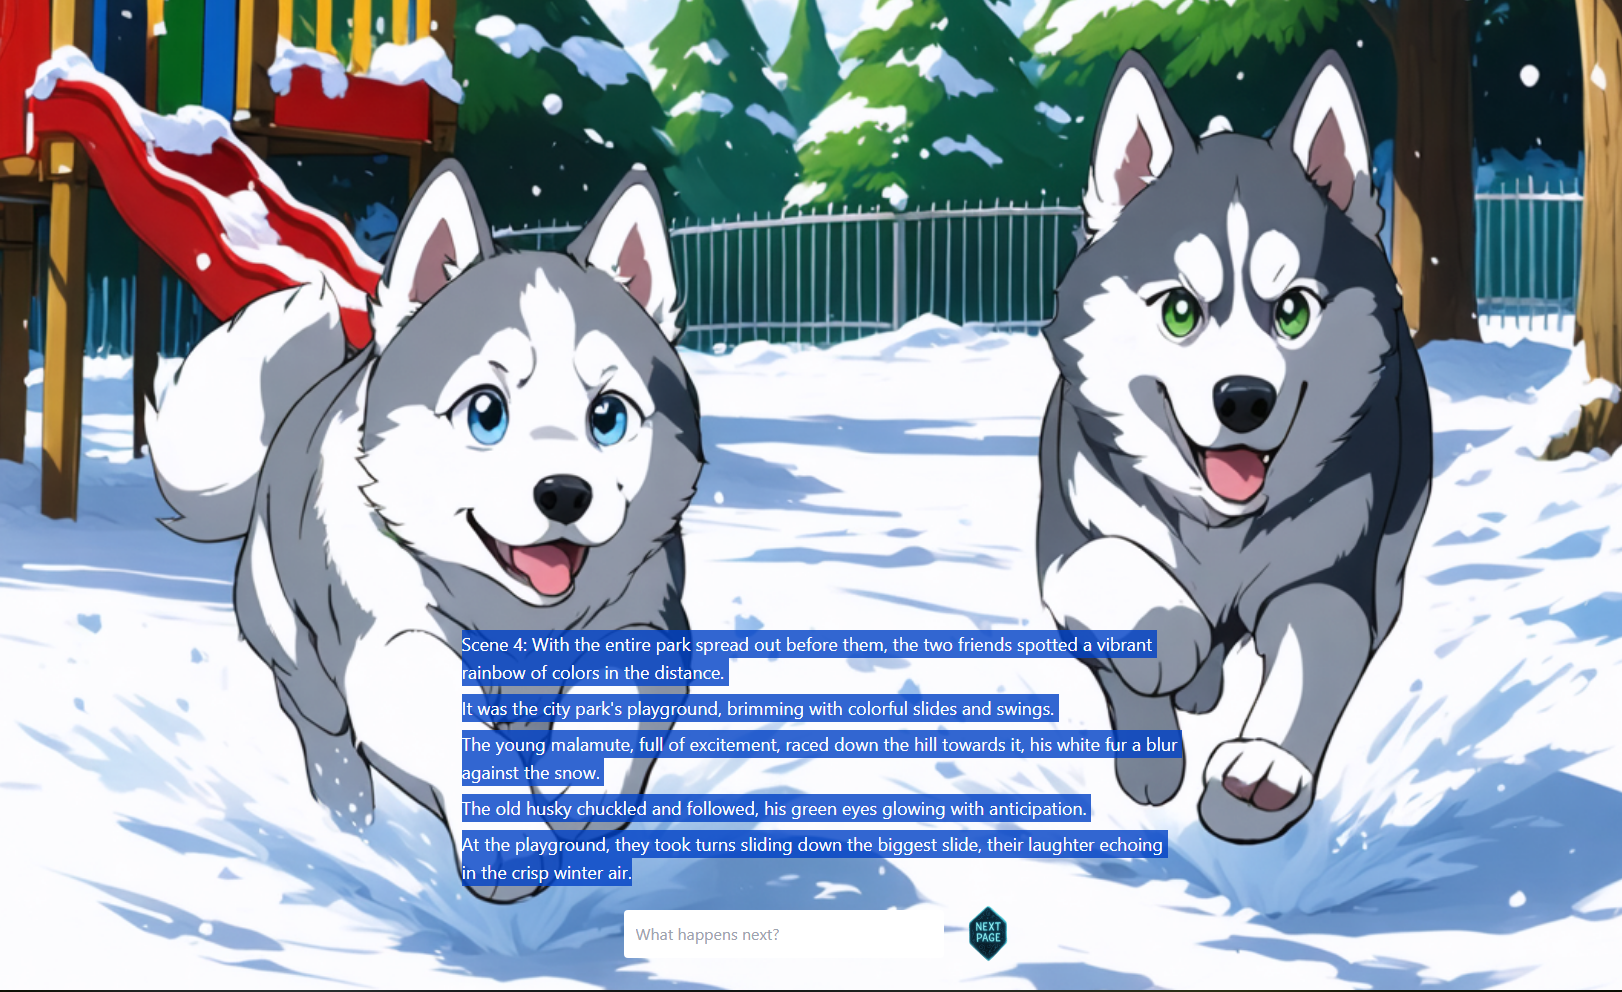 Scene 4: With the entire park spread out before them, the two friends spotted a vibrant
rainbow of colors in the distance.
It was the city park's playground, brimming with colorful slides and swings.
The young malamute, full of excitement, raced down the hill towards it, his white fur a blur
against the snow.
The old husky chuckled and followed, his green eyes glowing with anticipation.
At the playground, they took turns sliding down the biggest slide, their laughter echoing
in the crisp winter air.
What happens next?
NEXT
PAGE